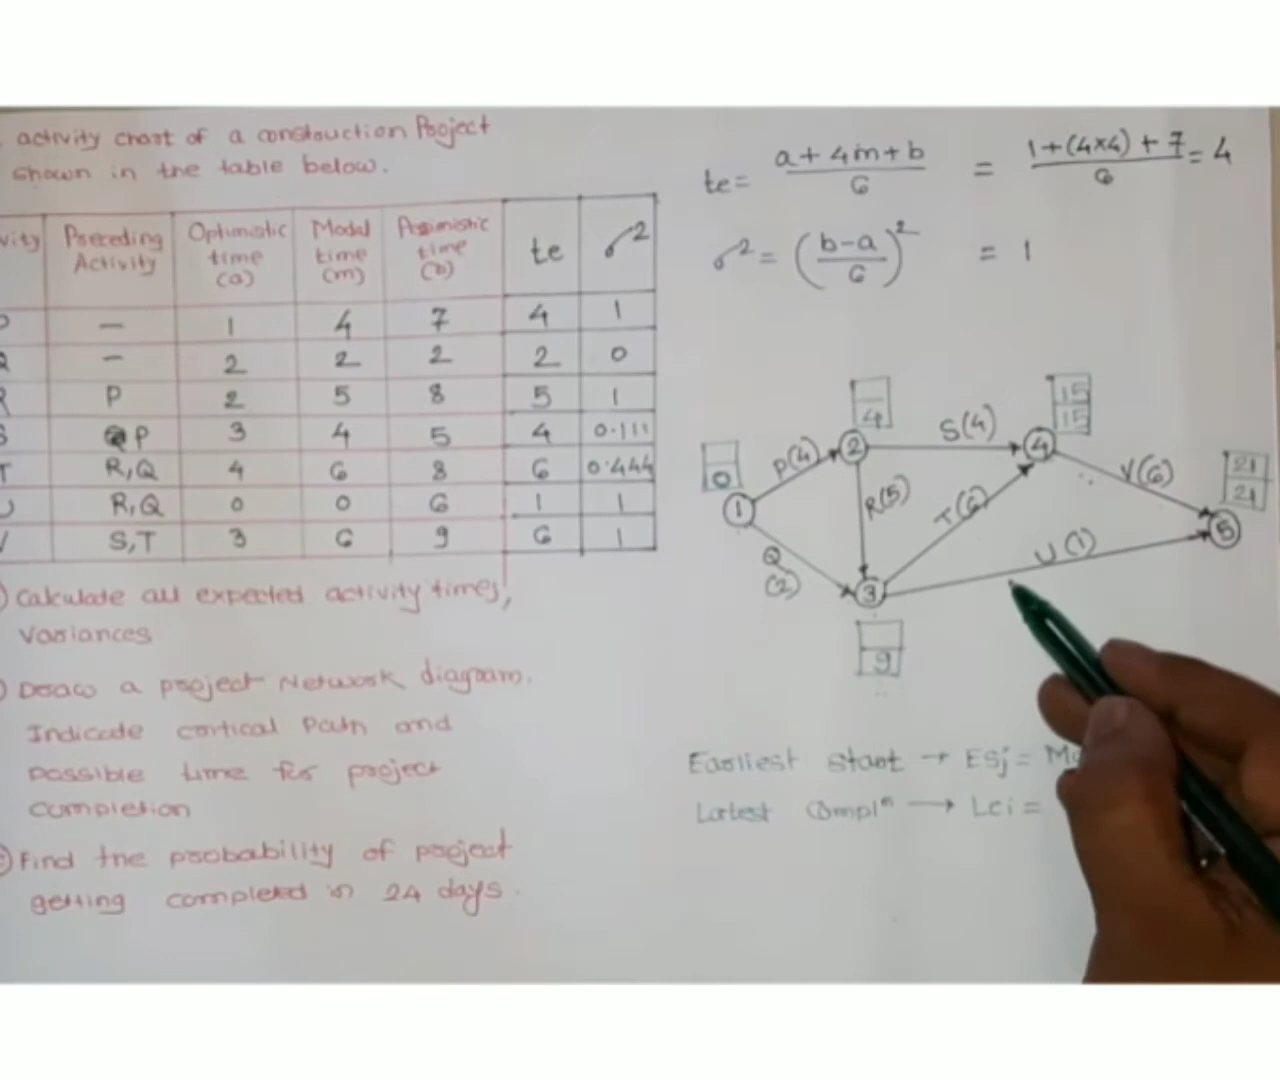 activity chart of a construction Project
shown in the table below.
vity Preceding Activity Optimistic time (a) Modal time (m) Pessimistic time (b) te σ²
P — 1 4 7 4 1
Q — 2 2 2 2 0
R P 2 5 8 5 1
S P 3 4 5 4 0.111
T R,Q 4 6 8 6 0.444
U R,Q 0 0 6 1 1
V S,T 3 6 9 6 1
Calculate all expected activity times,
variances
Draw a project Network diagram.
Indicate critical Path and
possible time for project
completion
Find the probability of project
getting completed in 24 days.
te = a+4m+b / 6 = 1+(4×4)+7 / 6 = 4
σ² = (b-a / 6)² = 1
4
15
15
S(4)
0
P(4)
2
4
V(6)
21
21
1
R(5)
T(6)
5
Q
(2)
U(1)
3
9
Earliest start → ESj =
Latest Complⁿ → Lci =